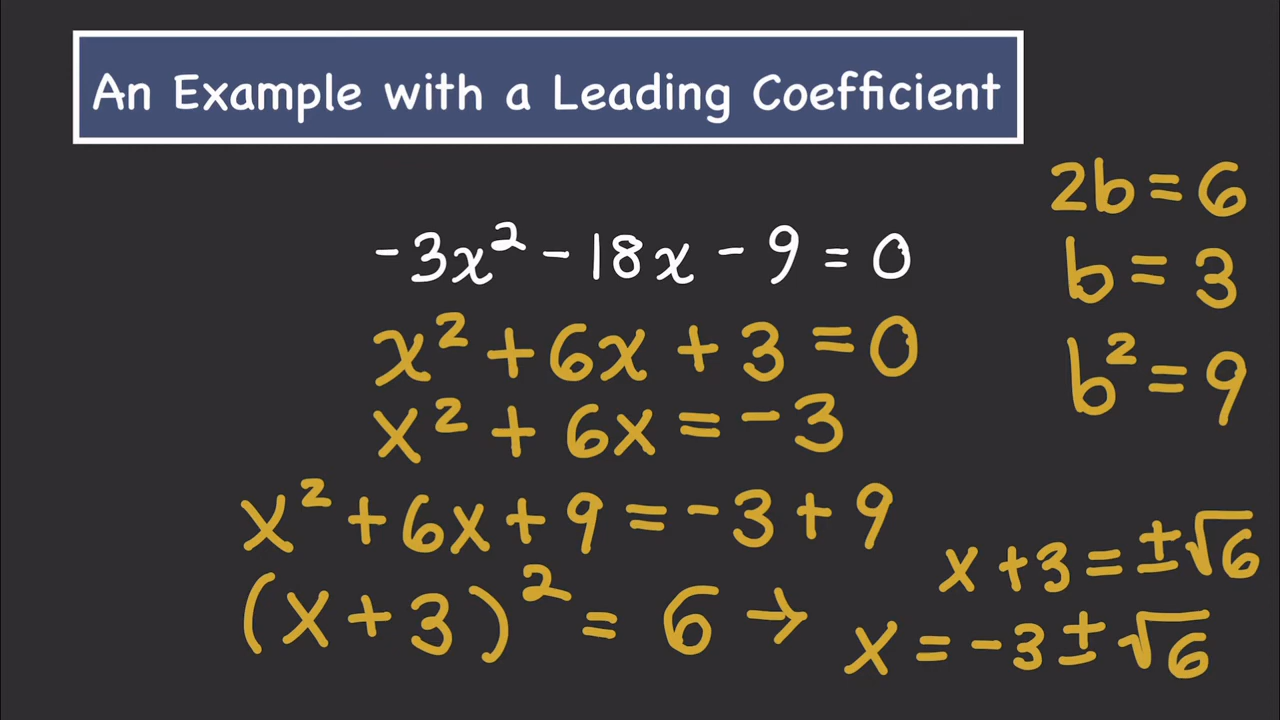 An Example with a Leading Coefficient
-3x² - 18x - 9 = 0
x² + 6x + 3 = 0
x² + 6x = -3
x² + 6x + 9 = -3 + 9
(x + 3)² = 6 →
2b = 6
b = 3
b² = 9
x + 3 = ±√6
x = -3 ± √6